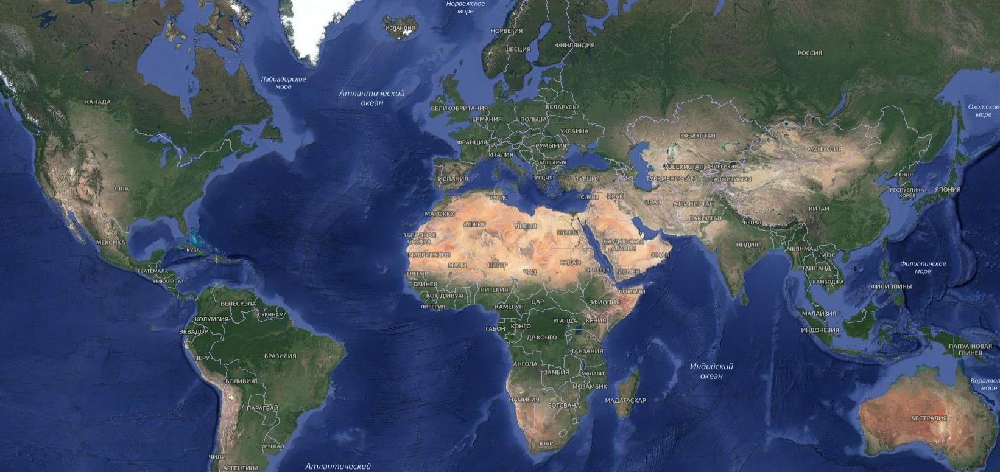 Норвежское
море
ИСЛАНДИЯ
НОРВЕГИЯ
ФИНЛЯНДИЯ
ШВЕЦИЯ
РОССИЯ
Лабрадорское
море
Атлантический
океан
КАНАДА
ВЕЛИКОБРИТАНИЯ
БЕЛАРУСЬ
Охотское
море
ГЕРМАНИЯ
ПОЛЬША
УКРАИНА
КАЗАХСТАН
ФРАНЦИЯ
РУМЫНИЯ
МОНГОЛИЯ
ИТАЛИЯ
БОЛГАРИЯ
УЗБЕКИСТАН
КИРГИЗИЯ
ИСПАНИЯ
ГРЕЦИЯ
ТУРЦИЯ
ТУРКМЕНИСТАН
ТАДЖИКИСТАН
КНДР
США
ТУНИС
СИРИЯ
ИРАК
ИРАН
АФГАНИСТАН
РЕСПУБЛИКА
КОРЕЯ
ЯПОНИЯ
КИТАЙ
МАРОККО
ПАКИСТАН
НЕПАЛ
АЛЖИР
ЛИВИЯ
ЕГИПЕТ
ЗАПАДНАЯ
САХАРА
САУДОВСКАЯ
АРАВИЯ
ИНДИЯ
МЕКСИКА
КУБА
МЬЯНМА
ЛАОС
МАВРИТАНИЯ
ОМАН
МАЛИ
НИГЕР
ЧАД
СУДАН
ЭРИТРЕЯ
ЙЕМЕН
ТАИЛАНД
Филиппинское
море
ГВАТЕМАЛА
НИКАРАГУА
СЕНЕГАЛ
ГВИНЕЯ
КАМБОДЖА
ФИЛИППИНЫ
НИГЕРИЯ
СОМАЛИ
КОТ-Д'ИВУАР
ЦАР
ЭФИОПИЯ
ВЕНЕСУЭЛА
ЛИБЕРИЯ
КАМЕРУН
СУРИНАМ
КОЛУМБИЯ
УГАНДА
КЕНИЯ
МАЛАЙЗИЯ
ЭКВАДОР
ГАБОН
КОНГО
ИНДОНЕЗИЯ
ДР КОНГО
ПЕРУ
БРАЗИЛИЯ
ТАНЗАНИЯ
ПАПУА-НОВАЯ
ГВИНЕЯ
АНГОЛА
ЗАМБИЯ
МАЛАВИ
Индийский
океан
БОЛИВИЯ
МОЗАМБИК
Кораллов
море
НАМИБИЯ
БОТСВАНА
МАДАГАСКАР
ПАРАГВАЙ
АВСТРАЛИЯ
УРУГВАЙ
ЮАР
ЧИЛИ
АРГЕНТИНА
Атлантический